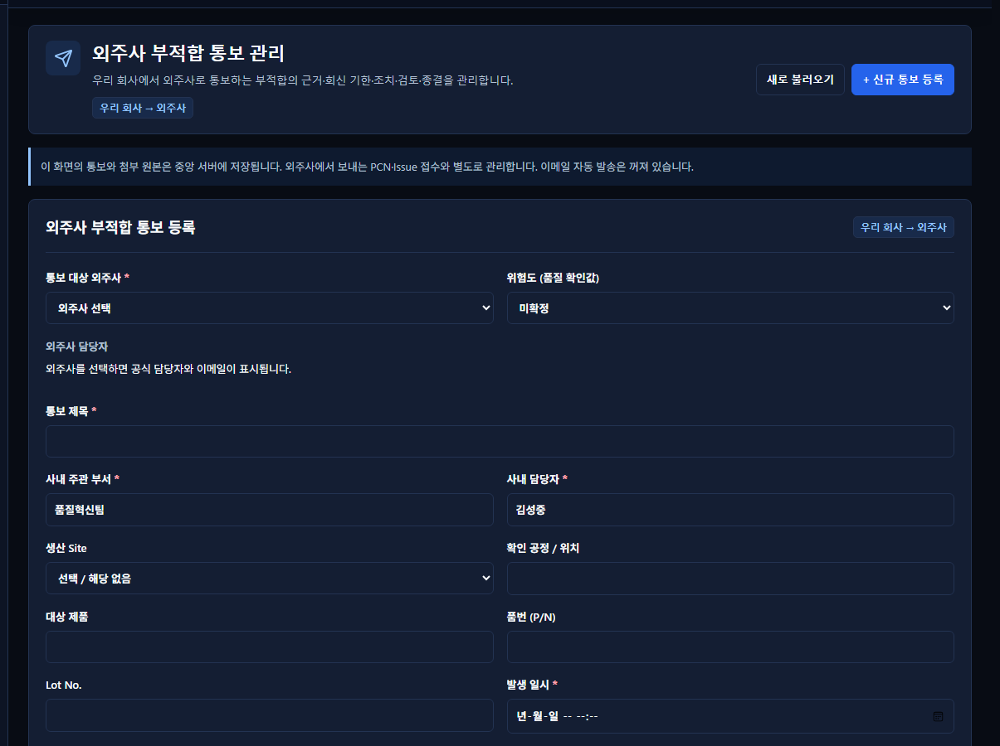 외주사 부적합 통보 관리
우리 회사에서 외주사로 통보하는 부적합의 근거·회신 기한·조치·검토·종결을 관리합니다.
우리 회사 → 외주사
새로 불러오기
+ 신규 통보 등록
이 화면의 통보와 첨부 원본은 중앙 서버에 저장됩니다. 외주사에서 보내는 PCN·Issue 접수와 별도로 관리합니다. 이메일 자동 발송은 꺼져 있습니다.
외주사 부적합 통보 등록
우리 회사 → 외주사
통보 대상 외주사 *
위험도 (품질 확인값)
외주사 선택
미확정
외주사 담당자
외주사를 선택하면 공식 담당자와 이메일이 표시됩니다.
통보 제목 *
사내 주관 부서 *
사내 담당자 *
품질혁신팀
김성중
생산 Site
확인 공정 / 위치
선택 / 해당 없음
대상 제품
품번 (P/N)
Lot No.
발생 일시 *
년-월-일 -- --:--